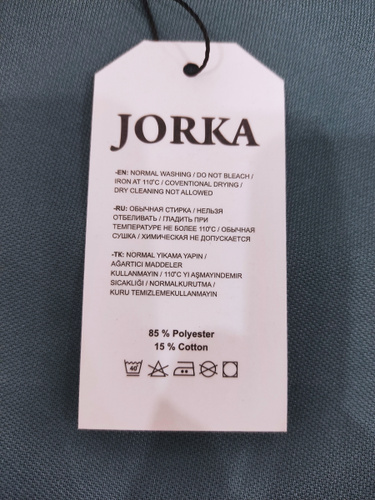 JORKA
-EN: NORMAL WASHING / DO NOT BLEACH /
IRON AT 110˚C / COVENTIONAL DRYING /
DRY CLEANING NOT ALLOWED
-RU: ОБЫЧНАЯ СТИРКА / НЕЛЬЗЯ
ОТБЕЛИВАТЬ / ГЛАДИТЬ ПРИ
ТЕМПЕРАТУРЕ НЕ БОЛЕЕ 110˚C / ОБЫЧНАЯ
СУШКА / ХИМИЧЕСКАЯ НЕ ДОПУСКАЕТСЯ
-TK: NORMAL YIKAMA YAPIN /
AĞARTICI MADDELER
KULLANMAYIN / 110˚C YI AŞMAYINDEMIR
SICAKLIĞI / NORMALKURUTMA /
KURU TEMIZLEMEKULLANMAYIN
85 % Polyester
15 % Cotton
40˚